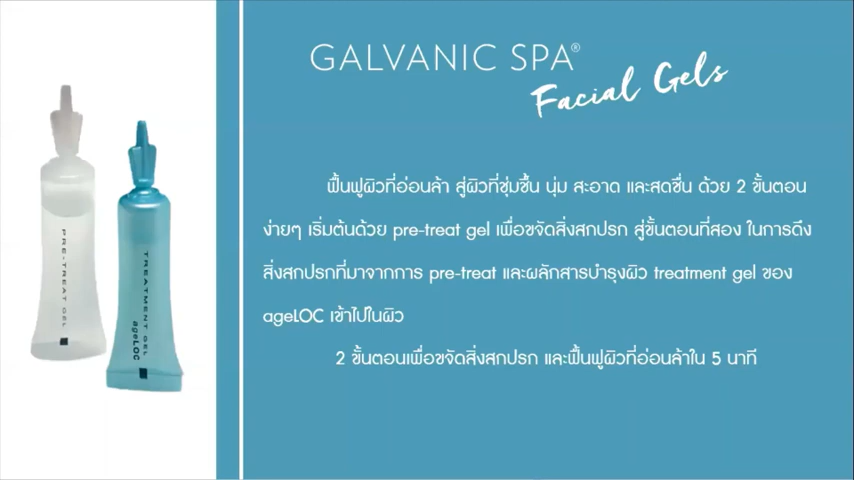 GALVANIC SPA®
Facial Gels
ฟื้นฟูผิวที่อ่อนล้า สู่ผิวที่ชุ่มชื้น นุ่ม สะอาด และสดชื่น ด้วย 2 ขั้นตอน
ง่ายๆ เริ่มต้นด้วย pre-treat gel เพื่อขจัดสิ่งสกปรก สู่ขั้นตอนที่สอง ในการดึง
สิ่งสกปรกที่มาจากการ pre-treat และผลักสารบำรุงผิว treatment gel ของ
ageLOC เข้าไปในผิว
2 ขั้นตอนเพื่อขจัดสิ่งสกปรก และฟื้นฟูผิวที่อ่อนล้าใน 5 นาที
PRE-TREAT GEL
TREATMENT GEL
ageLOC